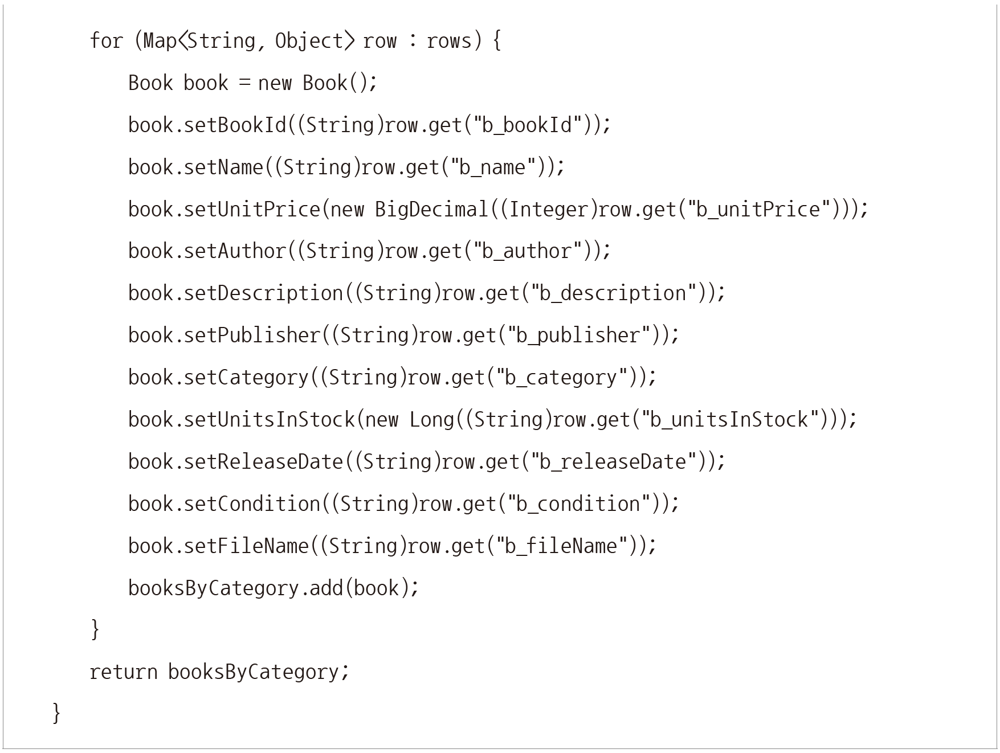 for (Map<String, Object> row : rows) {
Book book = new Book();
book.setBookId((String)row.get("b_bookId"));
book.setName((String)row.get("b_name"));
book.setUnitPrice(new BigDecimal((Integer)row.get("b_unitPrice")));
book.setAuthor((String)row.get("b_author"));
book.setDescription((String)row.get("b_description"));
book.setPublisher((String)row.get("b_publisher"));
book.setCategory((String)row.get("b_category"));
book.setUnitsInStock(new Long((String)row.get("b_unitsInStock")));
book.setReleaseDate((String)row.get("b_releaseDate"));
book.setCondition((String)row.get("b_condition"));
book.setFileName((String)row.get("b_fileName"));
booksByCategory.add(book);
}
return booksByCategory;
}